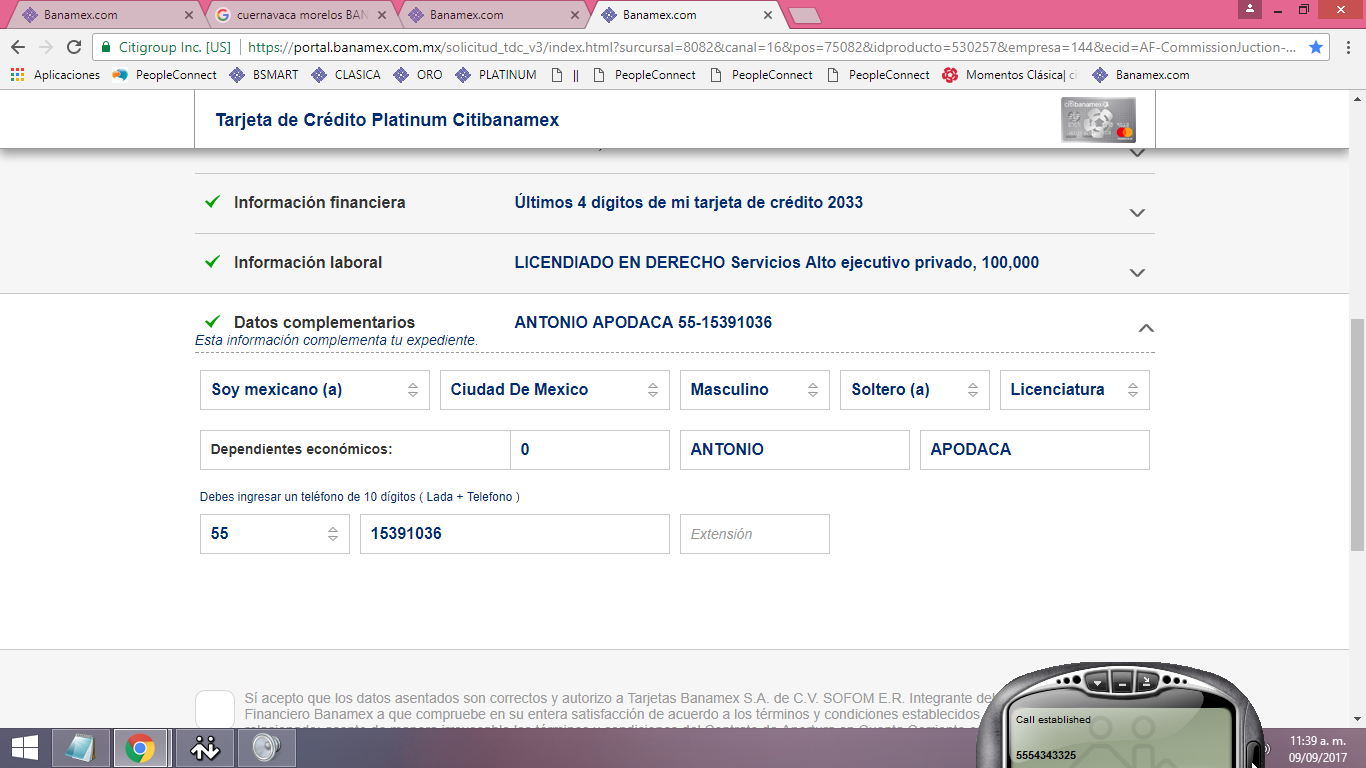 Banamex.com
cuernavaca morelos BAN
Banamex.com
Banamex.com
Citigroup Inc. [US]
https://portal.banamex.com.mx/solicitud_tdc_v3/index.html?surcursal=8082&canal=16&pos=75082&idproducto=530257&empresa=144&ecid=AF-CommissionJuction-...
Aplicaciones PeopleConnect BSMART CLASICA ORO PLATINUM || PeopleConnect PeopleConnect PeopleConnect Momentos Clásica| ci Banamex.com
Tarjeta de Crédito Platinum Citibanamex
citibanamex
Información financiera Últimos 4 dígitos de mi tarjeta de crédito 2033
Información laboral LICENDIADO EN DERECHO Servicios Alto ejecutivo privado, 100,000
Datos complementarios ANTONIO APODACA 55-15391036
Esta información complementa tu expediente.
Soy mexicano (a) Ciudad De Mexico Masculino Soltero (a) Licenciatura
Dependientes económicos: 0 ANTONIO APODACA
Debes ingresar un teléfono de 10 dígitos ( Lada + Telefono )
55 15391036 Extensión
Sí acepto que los datos asentados son correctos y autorizo a Tarjetas Banamex S.A. de C.V. SOFOM E.R. Integrante del
Financiero Banamex a que compruebe en su entera satisfacción de acuerdo a los términos y condiciones establecidos
Call established
5554343325
11:39 a. m.
09/09/2017